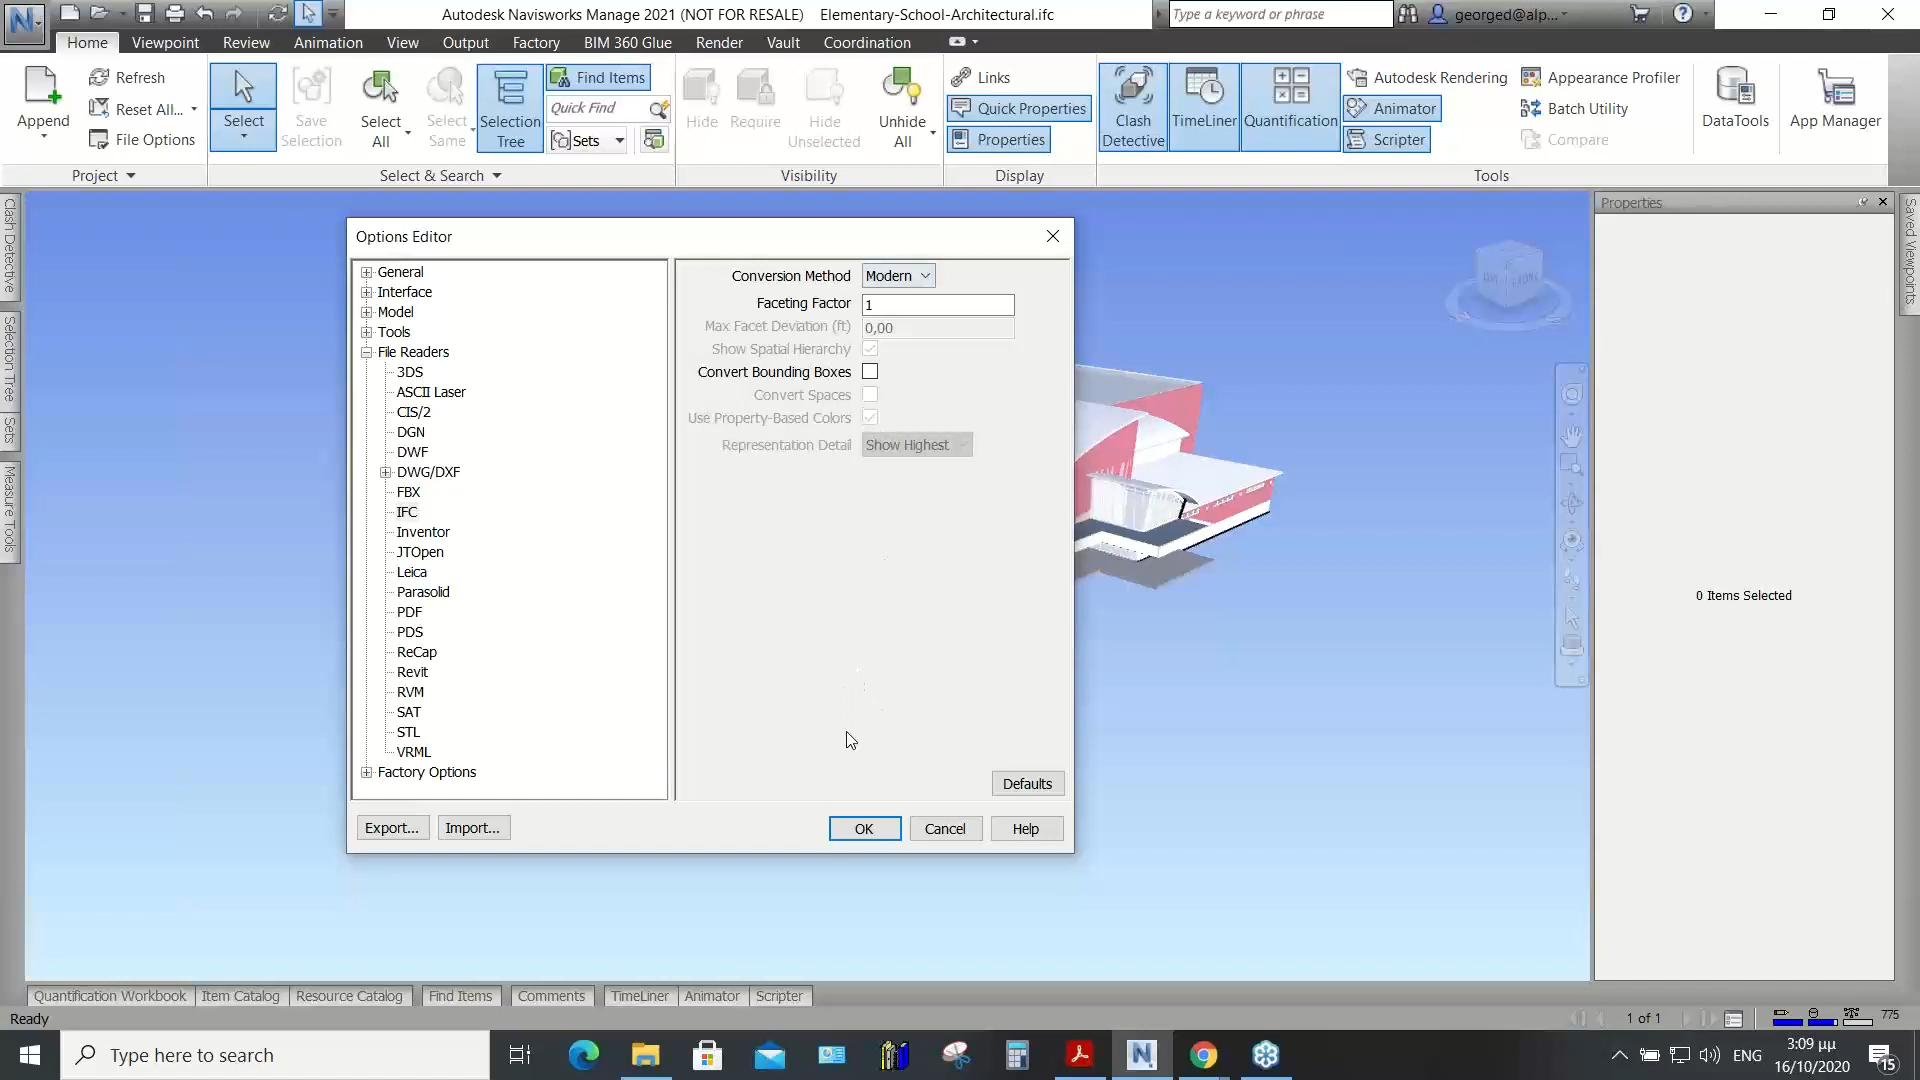 Autodesk Navisworks Manage 2021 (NOT FOR RESALE) Elementary-School-Architectural.ifc
Type a keyword or phrase
georged@alp...
Home Viewpoint Review Animation View Output Factory BIM 360 Glue Render Vault Coordination
Append
Refresh
Reset All...
File Options
Project
Select
Save Selection
Select All
Select Same
Selection Tree
Find Items
Quick Find
Sets
Select & Search
Hide
Require
Hide Unselected
Unhide All
Visibility
Links
Quick Properties
Properties
Display
Clash Detective
TimeLiner
Quantification
Autodesk Rendering
Animator
Scripter
Appearance Profiler
Batch Utility
Compare
DataTools
App Manager
Tools
Clash Detective
Selection Tree
Sets
Measure Tools
Options Editor
General
Interface
Model
Tools
File Readers
3DS
ASCII Laser
CIS/2
DGN
DWF
DWG/DXF
FBX
IFC
Inventor
JTOpen
Leica
Parasolid
PDF
PDS
ReCap
Revit
RVM
SAT
STL
VRML
Factory Options
Conversion Method Modern
Faceting Factor 1
Max Facet Deviation (ft) 0,00
Show Spatial Hierarchy
Convert Bounding Boxes
Convert Spaces
Use Property-Based Colors
Representation Detail Show Highest
Defaults
Export... Import... OK Cancel Help
Properties
0 Items Selected
Saved Viewpoints
Quantification Workbook Item Catalog Resource Catalog Find Items Comments TimeLiner Animator Scripter
Ready
1 of 1
775
Type here to search
ENG
3:09 μμ
16/10/2020
15